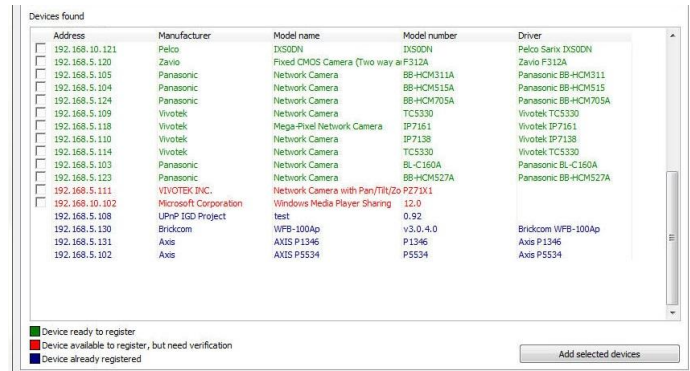 Devices found
Address Manufacturer Model name Model number Driver
192.168.10.121 Pelco IXS0DN IXS0DN Pelco Sarix IXS0DN
192.168.5.120 Zavio Fixed CMOS Camera (Two way a F312A Zavio F312A
192.168.5.105 Panasonic Network Camera BB-HCM311A Panasonic BB-HCM311
192.168.5.104 Panasonic Network Camera BB-HCM515A Panasonic BB-HCM515
192.168.5.124 Panasonic Network Camera BB-HCM705A Panasonic BB-HCM705A
192.168.5.109 Vivotek Network Camera TC5330 Vivotek TC5330
192.168.5.118 Vivotek Mega-Pixel Network Camera IP7161 Vivotek IP7161
192.168.5.110 Vivotek Network Camera IP7138 Vivotek IP7138
192.168.5.114 Vivotek Network Camera TC5330 Vivotek TC5330
192.168.5.103 Panasonic Network Camera BL-C160A Panasonic BL-C160A
192.168.5.123 Panasonic Network Camera BB-HCM527A Panasonic BB-HCM527A
192.168.5.111 VIVOTEK INC. Network Camera with Pan/Tilt/Zo PZ71X1
192.168.10.102 Microsoft Corporation Windows Media Player Sharing 12.0
192.168.5.108 UPnP IGD Project test 0.92
192.168.5.130 Brickcom WFB-100Ap v3.0.4.0 Brickcom WFB-100Ap
192.168.5.131 Axis AXIS P1346 P1346 Axis P1346
192.168.5.102 Axis AXIS P5534 P5534 Axis P5534
Device ready to register
Device available to register, but need verification
Device already registered
Add selected devices